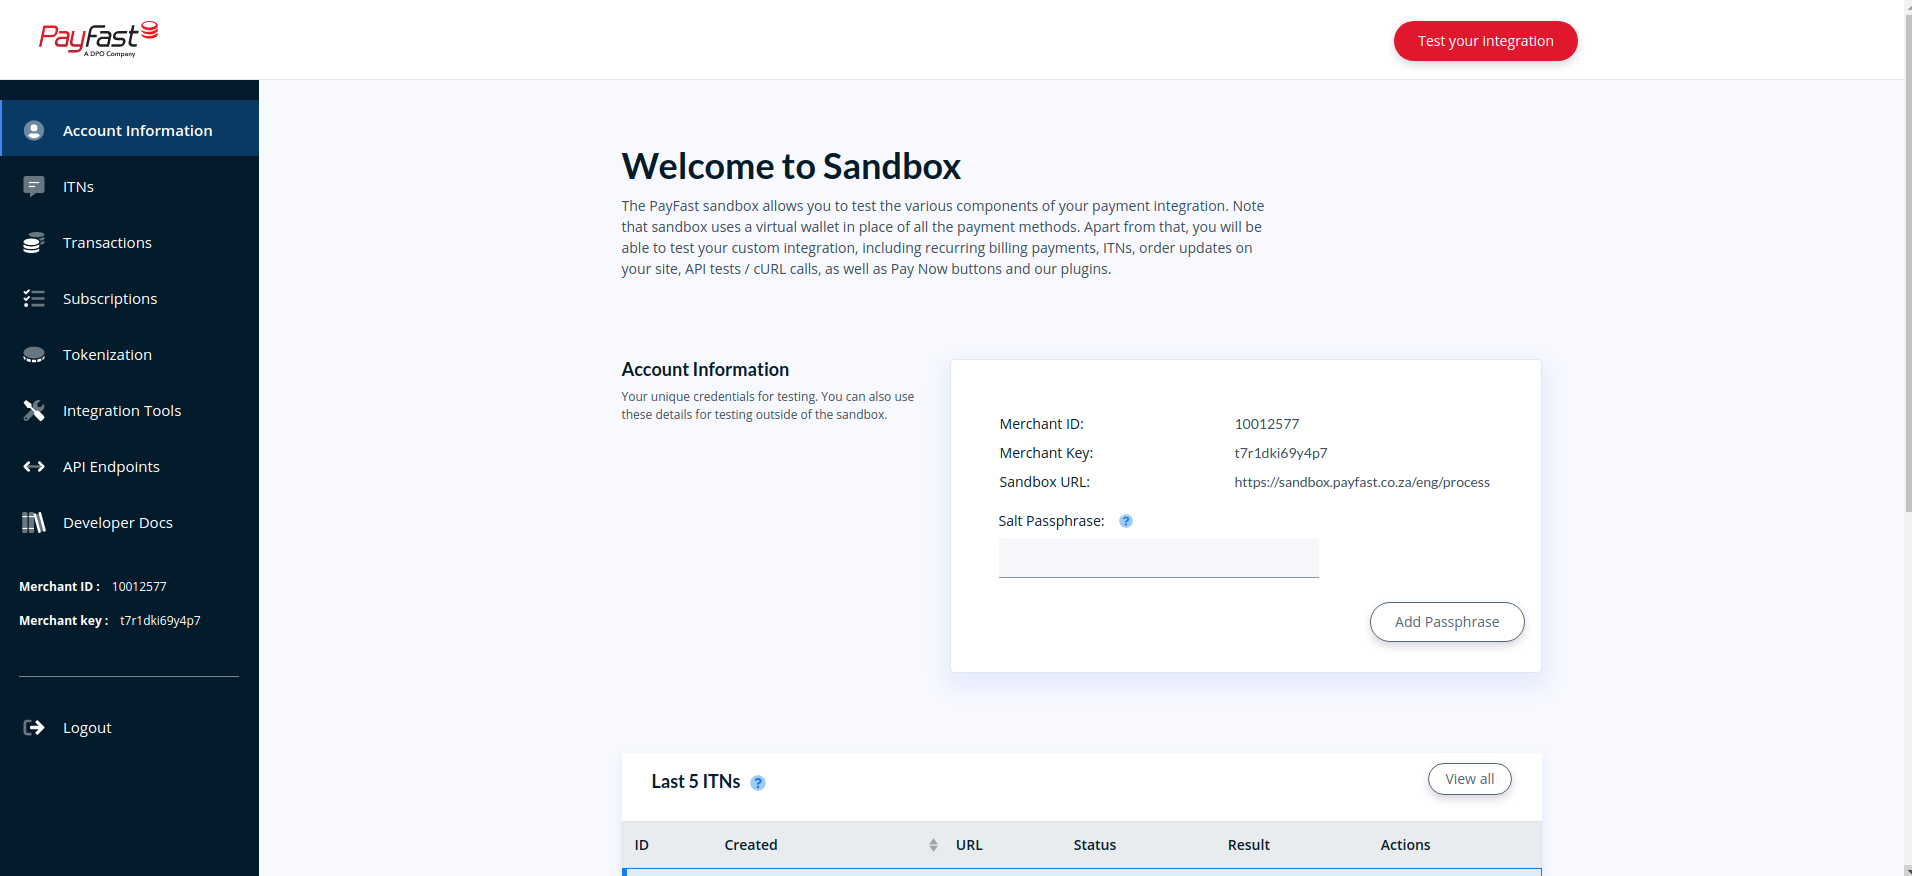 PayFast
A DPO Company
Test your integration
Account Information
ITNs
Transactions
Subscriptions
Tokenization
Integration Tools
API Endpoints
Developer Docs
Merchant ID : 10012577
Merchant key : t7r1dki69y4p7
Logout
Welcome to Sandbox
The PayFast sandbox allows you to test the various components of your payment integration. Note
that sandbox uses a virtual wallet in place of all the payment methods. Apart from that, you will be
able to test your custom integration, including recurring billing payments, ITNs, order updates on
your site, API tests / cURL calls, as well as Pay Now buttons and our plugins.
Account Information
Your unique credentials for testing. You can also use
these details for testing outside of the sandbox.
Merchant ID: 10012577
Merchant Key: t7r1dki69y4p7
Sandbox URL: https://sandbox.payfast.co.za/eng/process
Salt Passphrase: ?
Add Passphrase
Last 5 ITNs ?
View all
ID Created URL Status Result Actions